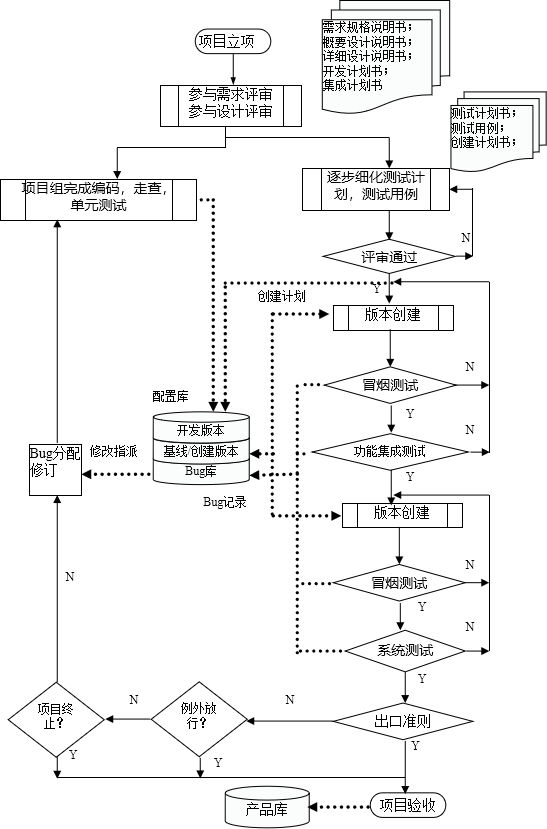 项目立项
需求规格说明书；
概要设计说明书；
详细设计说明书；
开发计划书；
集成计划书
参与需求评审
参与设计评审
测试计划书；
测试用例；
创建计划书；
项目组完成编码，走查，
单元测试
逐步细化测试计
划，测试用例
N
评审通过
Y
创建计划
版本创建
N
冒烟测试
配置库
Y
开发版本
N
Bug分配
修订
修改指派
基线/创建版本
功能集成测试
Bug库
Y
Bug记录
版本创建
N
N
冒烟测试
Y
N
系统测试
Y
N
N
项目终
止？
例外放
行？
出口准则
Y
Y
Y
产品库
项目验收